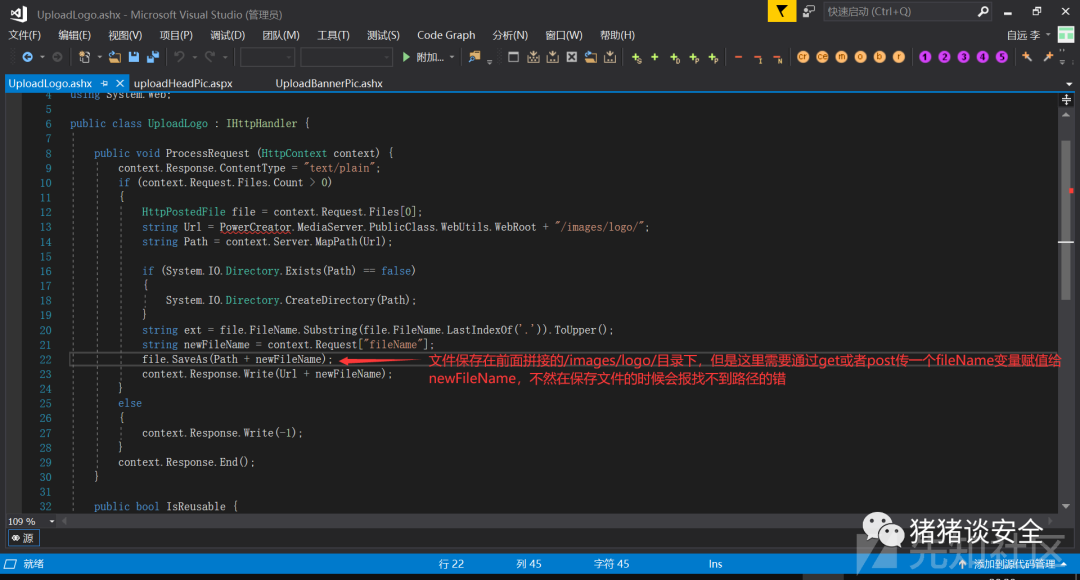 UploadLogo.ashx - Microsoft Visual Studio (管理员)
快速启动 (Ctrl+Q)
文件(F) 编辑(E) 视图(V) 项目(P) 调试(D) 团队(M) 工具(T) 测试(S) Code Graph 分析(N) 窗口(W) 帮助(H)
自远 李
附加...
cr ce m o b r 1 2 3 4 5
UploadLogo.ashx uploadHeadPic.aspx UploadBannerPic.ashx
4 using System.Web;
5
6 public class UploadLogo : IHttpHandler {
7
8 public void ProcessRequest (HttpContext context) {
9 context.Response.ContentType = "text/plain";
10 if (context.Request.Files.Count > 0)
11 {
12 HttpPostedFile file = context.Request.Files[0];
13 string Url = PowerCreator.MediaServer.PublicClass.WebUtils.WebRoot + "/images/logo/";
14 string Path = context.Server.MapPath(Url);
15
16 if (System.IO.Directory.Exists(Path) == false)
17 {
18 System.IO.Directory.CreateDirectory(Path);
19 }
20 string ext = file.FileName.Substring(file.FileName.LastIndexOf('.')).ToUpper();
21 string newFileName = context.Request["fileName"];
22 file.SaveAs(Path + newFileName); 文件保存在前面拼接的/images/logo/目录下，但是这里需要通过get或者post传一个fileName变量赋值给
newFileName，不然在保存文件的时候会报找不到路径的错
23 context.Response.Write(Url + newFileName);
24 }
25 else
26 {
27 context.Response.Write(-1);
28 }
29 context.Response.End();
30 }
31
32 public bool IsReusable {
109 %
源
猪猪谈安全
先知社区
就绪 行 22 列 45 字符 45 Ins 添加到源代码管理